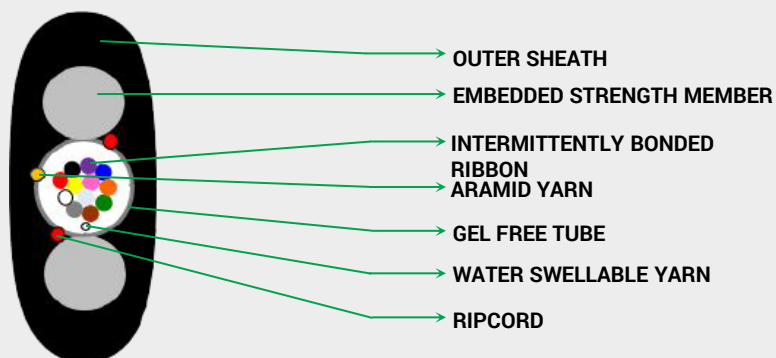 OUTER SHEATH
EMBEDDED STRENGTH MEMBER
INTERMITTENTLY BONDED
RIBBON
ARAMID YARN
GEL FREE TUBE
WATER SWELLABLE YARN
RIPCORD